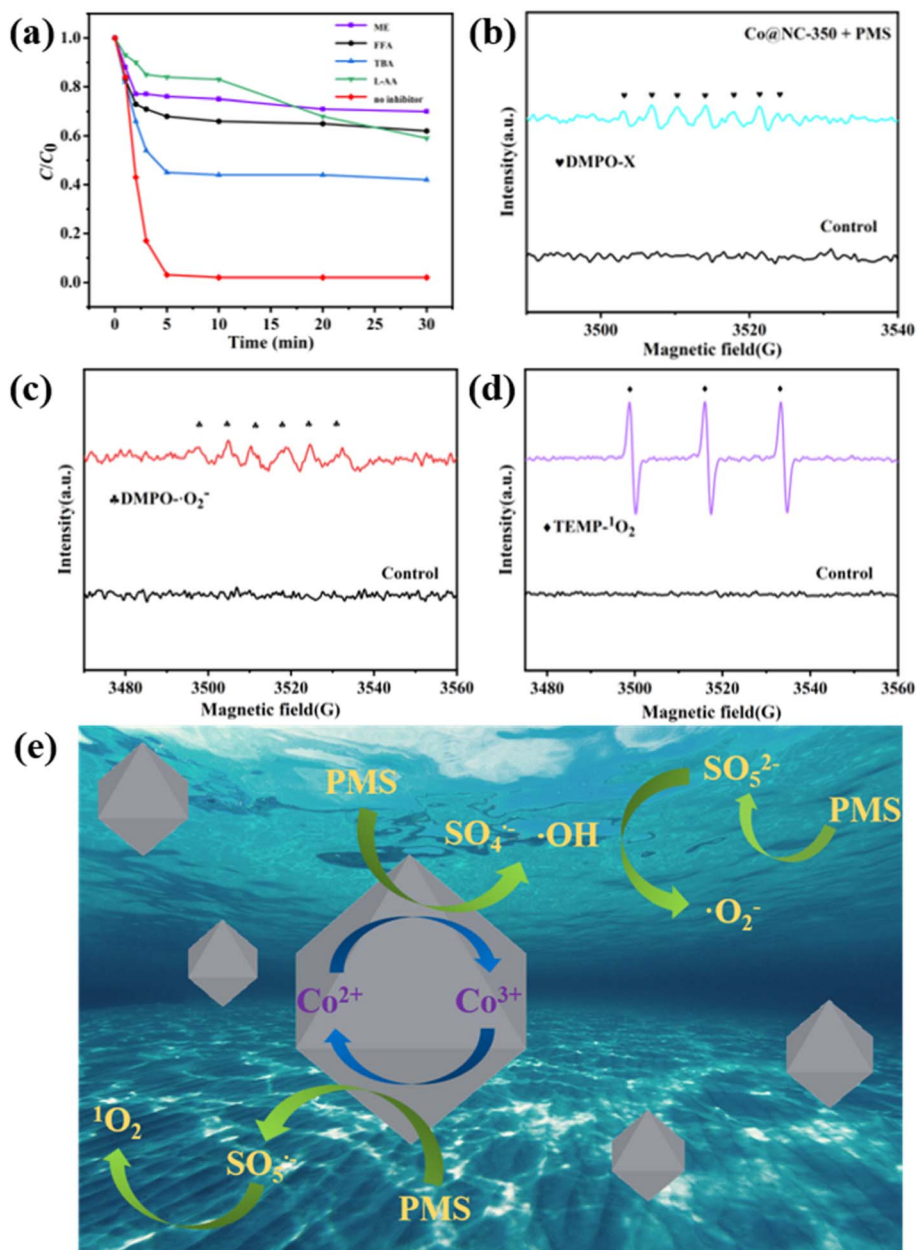 (a)
1.0
0.8
0.6
0.4
0.2
0.0
C/C0
ME
FFA
TBA
L-AA
no inhibitor
0 5 10 15 20 25 30
Time (min)
(b)
Co@NC-350 + PMS
Intensity(a.u.)
♥ ♥ ♥ ♥ ♥ ♥ ♥
♥DMPO-X
Control
3500 3520 3540
Magnetic field(G)
(c)
Intensity(a.u.)
♣ ♣ ♣ ♣ ♣ ♣
♣DMPO-·O₂⁻
Control
3480 3500 3520 3540 3560
Magnetic field(G)
(d)
Intensity(a.u.)
♦ ♦ ♦
♦TEMP-¹O₂
Control
3480 3500 3520 3540 3560
Magnetic field(G)
(e)
PMS
SO₄·⁻ ·OH
SO₅²⁻
PMS
·O₂⁻
Co²⁺
Co³⁺
¹O₂
SO₅·⁻
PMS